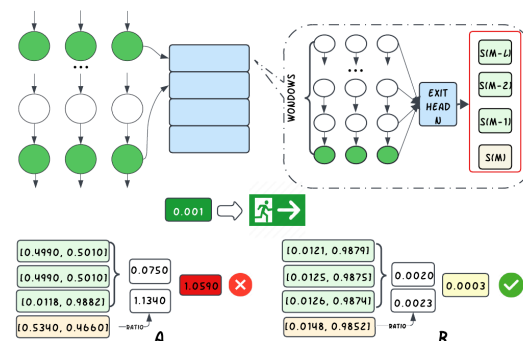 ...
...
WONDOWS
EXIT
HEAD
N
S(M-L)
S(M-2)
S(M-1)
S(M)
0.001
[0.4990, 0.5010]
[0.4990, 0.5010]
[0.0118, 0.9882]
[0.5340, 0.4660]
0.0750
1.1340
1.0590
RATIO
A
[0.0121, 0.9879]
[0.0125, 0.9875]
[0.0126, 0.9874]
[0.0148, 0.9852]
0.0020
0.0023
0.0003
RATIO